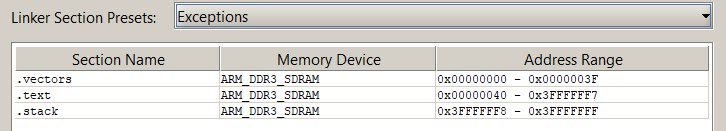 Linker Section Presets: Exceptions
Section Name Memory Device Address Range
.vectors ARM_DDR3_SDRAM 0x00000000 - 0x0000003F
.text ARM_DDR3_SDRAM 0x00000040 - 0x3FFFFFF7
.stack ARM_DDR3_SDRAM 0x3FFFFFF8 - 0x3FFFFFFF